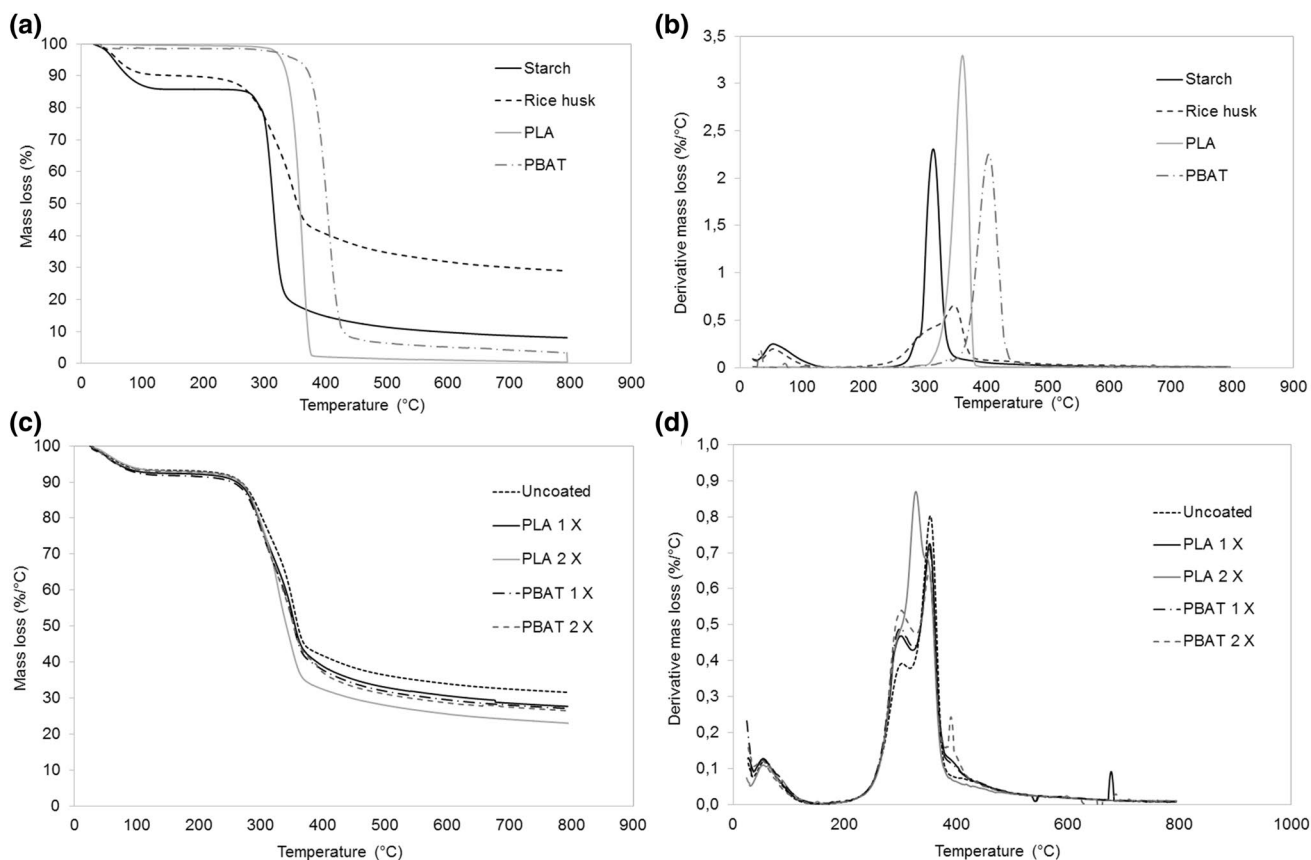 (a)
100
90
80
70
60
50
40
30
20
10
0
Mass loss (%)
0 100 200 300 400 500 600 700 800 900
Temperature (°C)
Starch
Rice husk
PLA
PBAT
(b)
3,5
3
2,5
2
1,5
1
0,5
0
Derivative mass loss (%/°C)
0 100 200 300 400 500 600 700 800 900
Temperature (°C)
Starch
Rice husk
PLA
PBAT
(c)
100
90
80
70
60
50
40
30
20
10
0
Mass loss (%/°C)
0 100 200 300 400 500 600 700 800 900
Temperature (°C)
Uncoated
PLA 1 X
PLA 2 X
PBAT 1 X
PBAT 2 X
(d)
1,0
0,9
0,8
0,7
0,6
0,5
0,4
0,3
0,2
0,1
0,0
Derivative mas loss (%/°C)
0 200 400 600 800 1000
Temperature (°C)
Uncoated
PLA 1 X
PLA 2 X
PBAT 1 X
PBAT 2 X